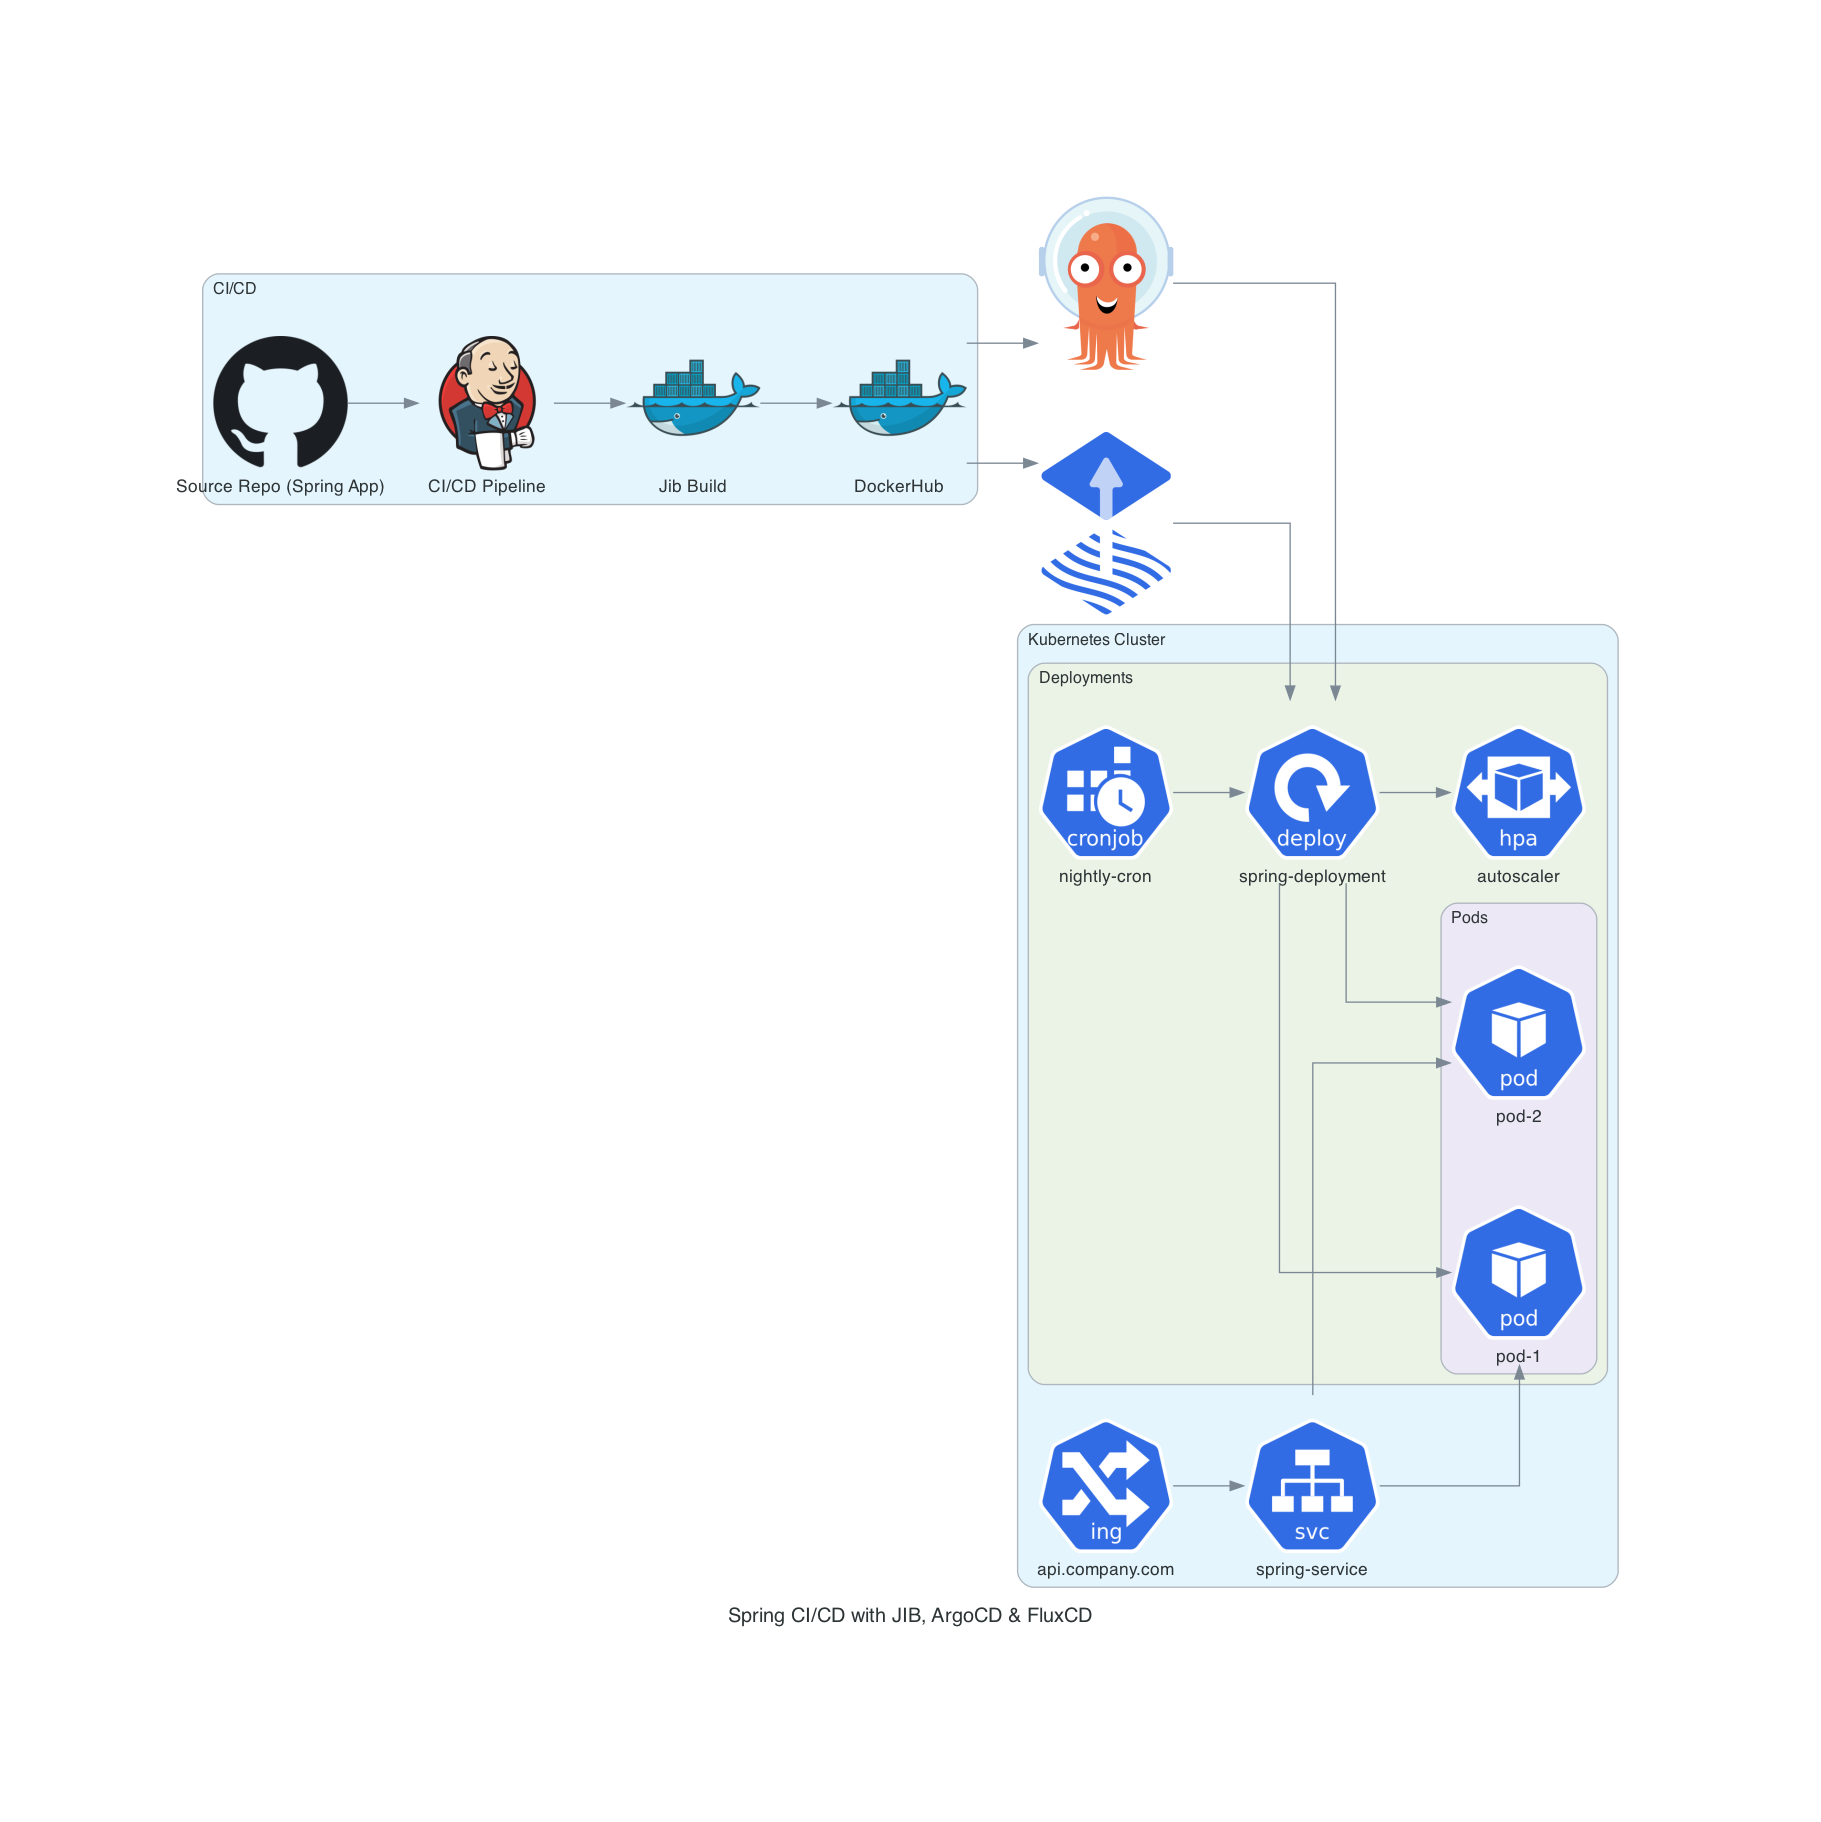 CI/CD
Source Repo (Spring App)
CI/CD Pipeline
Jib Build
DockerHub
Kubernetes Cluster
Deployments
cronjob
nightly-cron
deploy
spring-deployment
hpa
autoscaler
Pods
pod
pod-2
pod
pod-1
ing
api.company.com
svc
spring-service
Spring CI/CD with JIB, ArgoCD & FluxCD